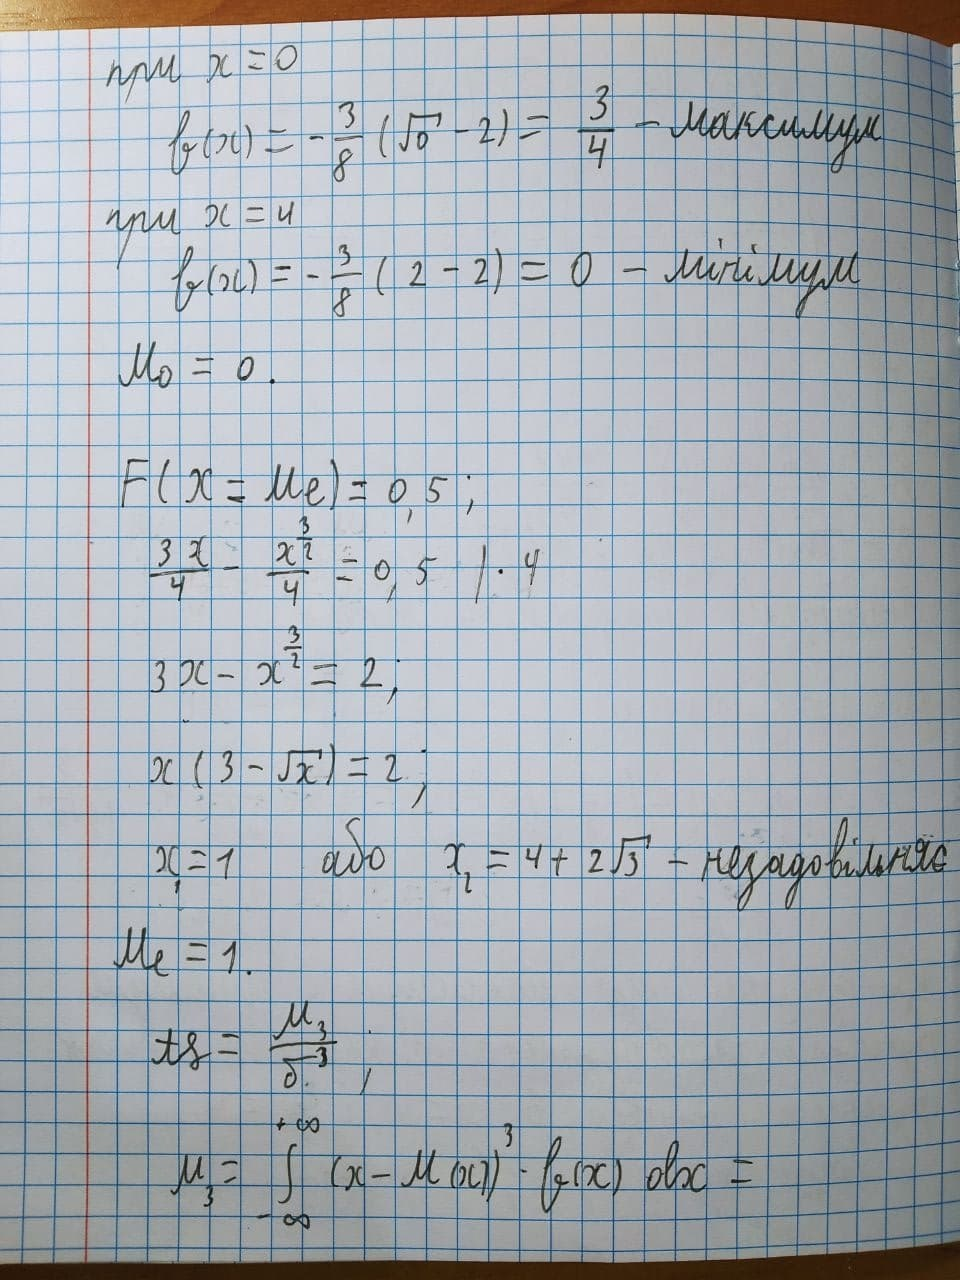 при x = 0
f(x) = - 3/8 (√0 - 2) = 3/4 - максимум
при x = 4
f(x) = - 3/8 ( 2 - 2) = 0 - мінімум
Mo = 0.
F( x = Me) = 0,5 ;
3x/4 - x^(3/2)/4 = 0,5 | · 4
3x - x^(3/2) = 2 ;
x ( 3 - √x ) = 2 ;
x₁ = 1 або x₂ = 4 + 2√3 - незадовільняє
Me = 1.
As = μ₃/σ³ ;
μ₃ = ∫_{-∞}^{+∞} (x - M(x))³ · f(x) dx =